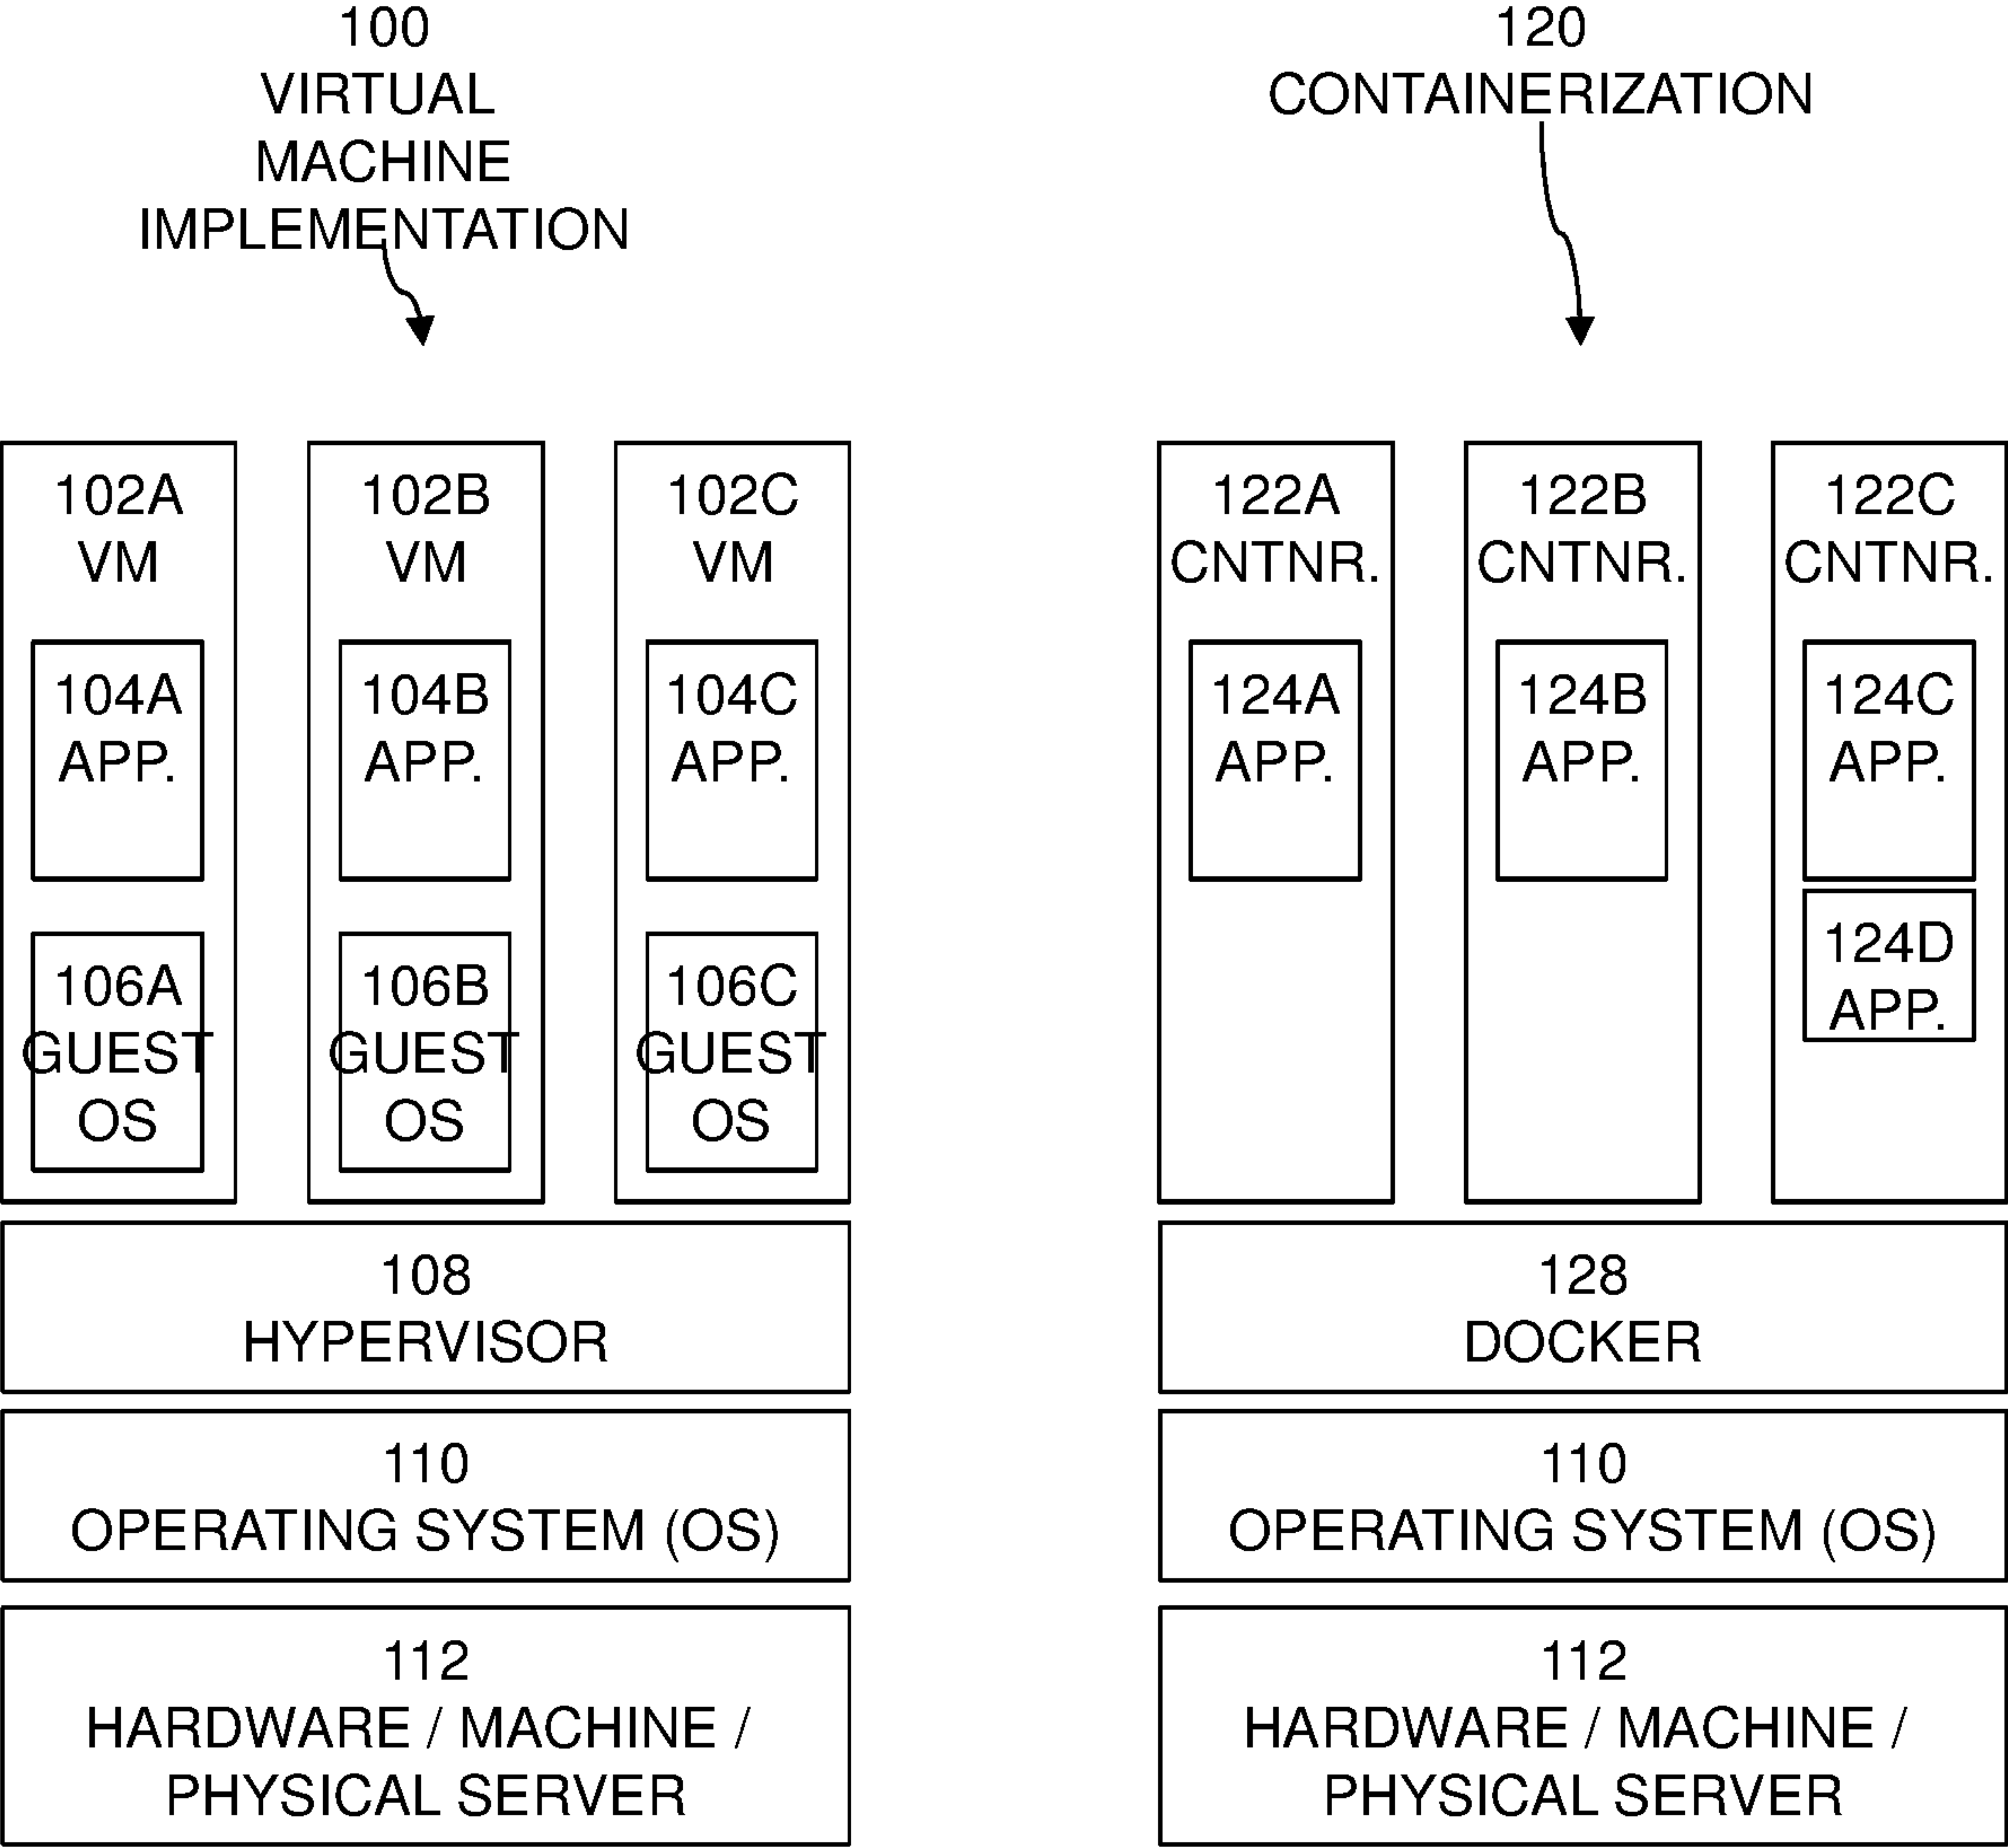 100
VIRTUAL
MACHINE
IMPLEMENTATION
102A
VM
104A
APP.
106A
GUEST
OS
102B
VM
104B
APP.
106B
GUEST
OS
102C
VM
104C
APP.
106C
GUEST
OS
108
HYPERVISOR
110
OPERATING SYSTEM (OS)
112
HARDWARE / MACHINE /
PHYSICAL SERVER
120
CONTAINERIZATION
122A
CNTNR.
124A
APP.
122B
CNTNR.
124B
APP.
122C
CNTNR.
124C
APP.
124D
APP.
128
DOCKER
110
OPERATING SYSTEM (OS)
112
HARDWARE / MACHINE /
PHYSICAL SERVER